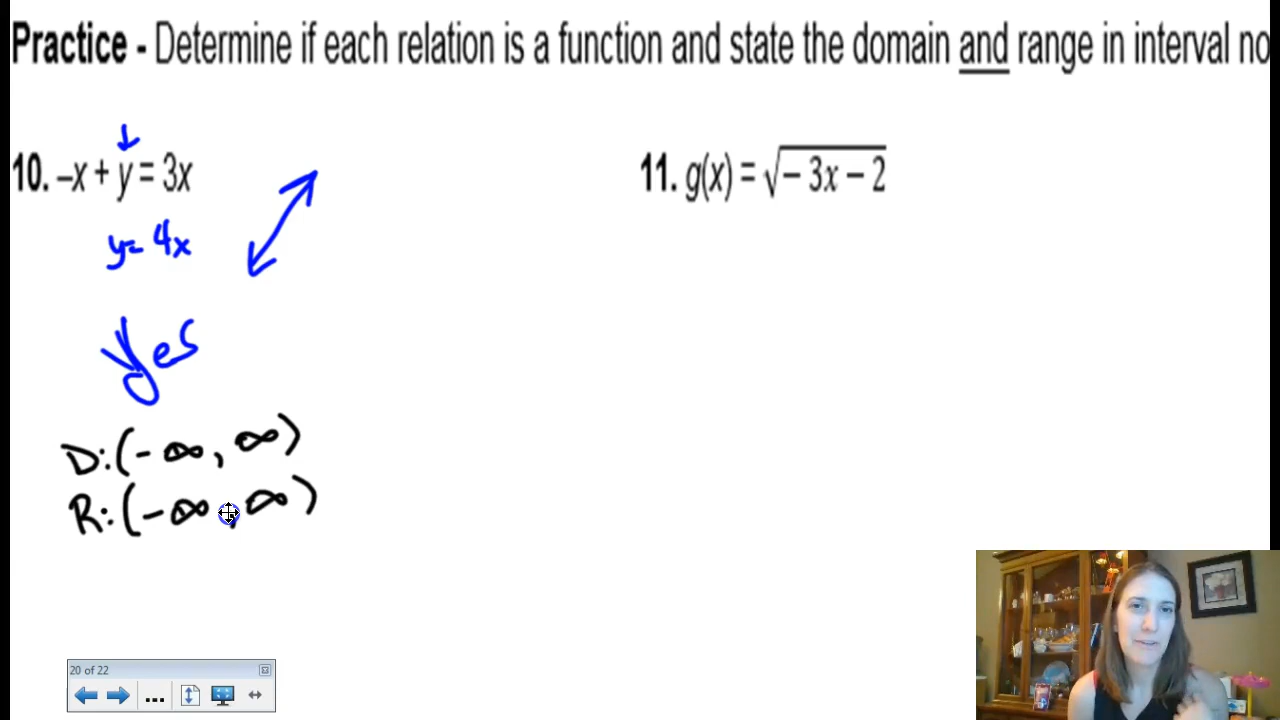 Practice - Determine if each relation is a function and state the domain and range in interval no
10. –x + y = 3x
11. g(x) = √– 3x – 2
y = 4x
Yes
D: (-∞, ∞)
R: (-∞, ∞)
20 of 22